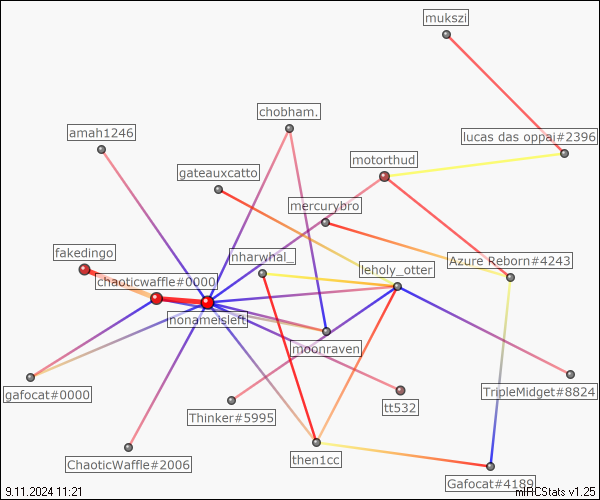 mukszi
chobham.
amah1246
lucas das oppai#2396
motorthud
gateauxcatto
mercurybro
fakedingo
nharwhal_
Azure Reborn#4243
leholy_otter
chaoticwaffle#0000
nonameisleft
moonraven
gafocat#0000
TripleMidget#8824
tt532
Thinker#5995
then1cc
ChaoticWaffle#2006
Gafocat#4189
9.11.2024 11:21
mIRCStats v1.25